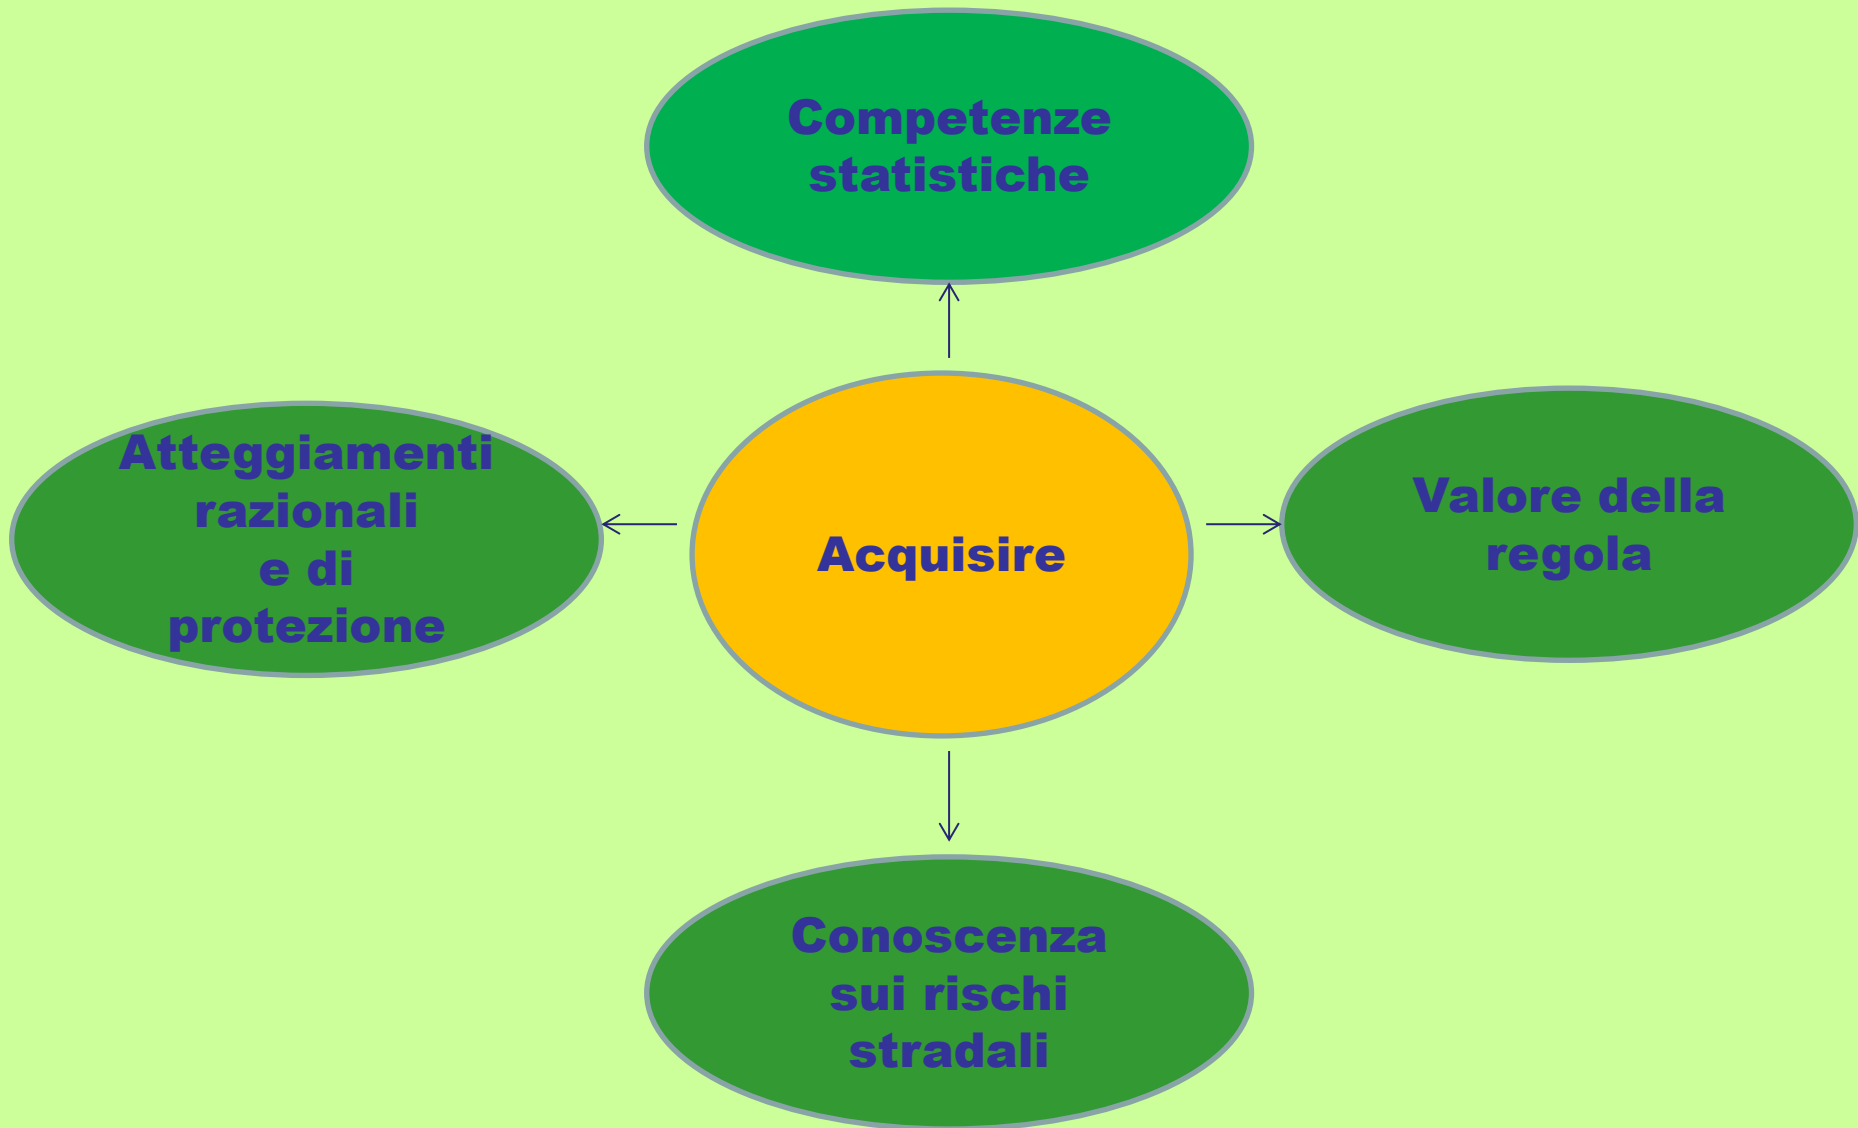 Competenze
statistiche
Atteggiamenti
razionali
e di
protezione
Acquisire
Valore della
regola
Conoscenza
sui rischi
stradali